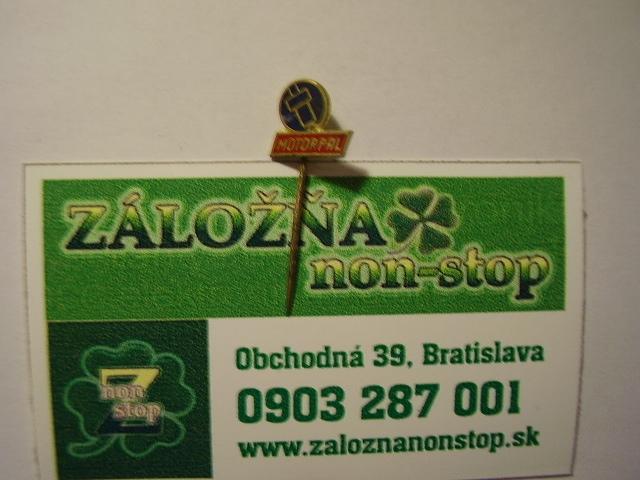 MOTORPAL
ZÁLOŽŇA
non-stop
Z
non
stop
Obchodná 39, Bratislava
0903 287 001
www.zaloznanonstop.sk